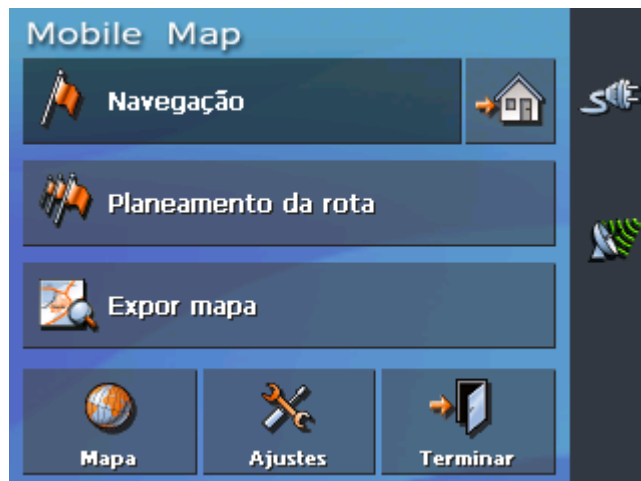 Mobile Map
Navegação
Planeamento da rota
Expor mapa
Mapa
Ajustes
Terminar